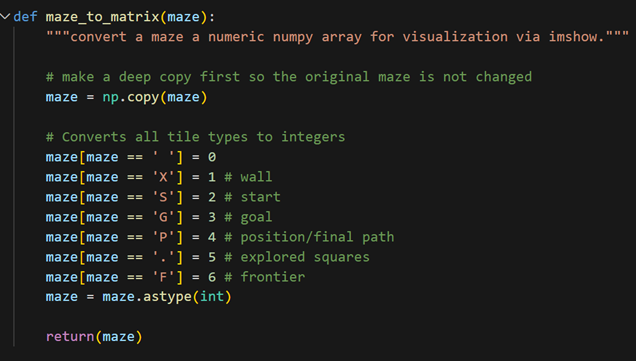 def maze_to_matrix(maze):
    """convert a maze a numeric numpy array for visualization via imshow."""

    # make a deep copy first so the original maze is not changed
    maze = np.copy(maze)

    # Converts all tile types to integers
    maze[maze == ' '] = 0
    maze[maze == 'X'] = 1 # wall
    maze[maze == 'S'] = 2 # start
    maze[maze == 'G'] = 3 # goal
    maze[maze == 'P'] = 4 # position/final path
    maze[maze == '.'] = 5 # explored squares
    maze[maze == 'F'] = 6 # frontier
    maze = maze.astype(int)

    return(maze)